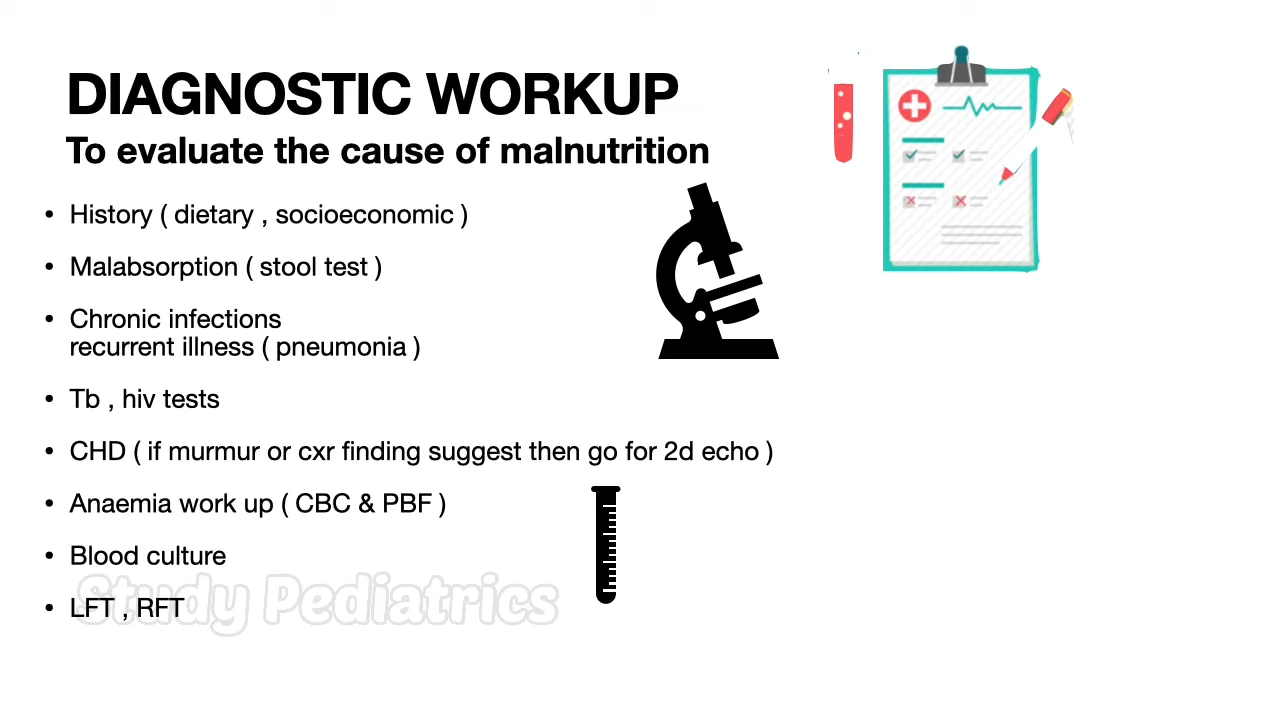 DIAGNOSTIC WORKUP
To evaluate the cause of malnutrition
• History ( dietary , socioeconomic )
• Malabsorption ( stool test )
• Chronic infections
recurrent illness ( pneumonia )
• Tb , hiv tests
• CHD ( if murmur or cxr finding suggest then go for 2d echo )
• Anaemia work up ( CBC & PBF )
• Blood culture
• LFT , RFT
Study Pediatrics